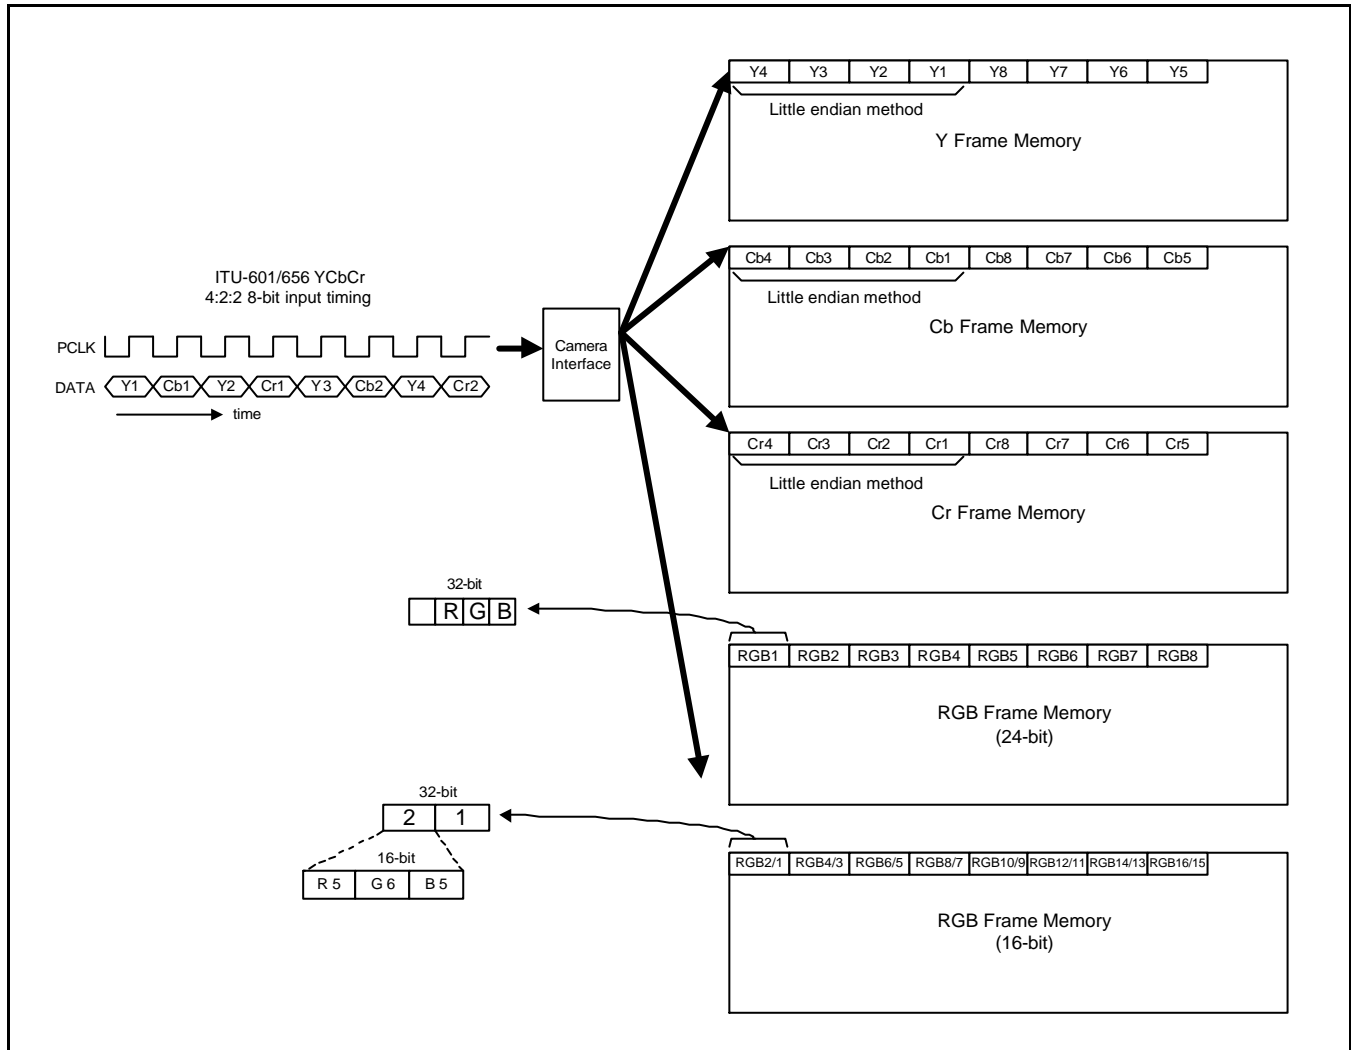 Y4 Y3 Y2 Y1 Y8 Y7 Y6 Y5
Little endian method
Y Frame Memory
Cb4 Cb3 Cb2 Cb1 Cb8 Cb7 Cb6 Cb5
Little endian method
Cb Frame Memory
ITU-601/656 YCbCr
4:2:2 8-bit input timing
PCLK
DATA Y1 Cb1 Y2 Cr1 Y3 Cb2 Y4 Cr2
time
Camera
Interface
Cr4 Cr3 Cr2 Cr1 Cr8 Cr7 Cr6 Cr5
Little endian method
Cr Frame Memory
32-bit
R G B
RGB1 RGB2 RGB3 RGB4 RGB5 RGB6 RGB7 RGB8
RGB Frame Memory
(24-bit)
32-bit
2 1
16-bit
R 5 G 6 B 5
RGB2/1 RGB4/3 RGB6/5 RGB8/7 RGB10/9 RGB12/11 RGB14/13 RGB16/15
RGB Frame Memory
(16-bit)